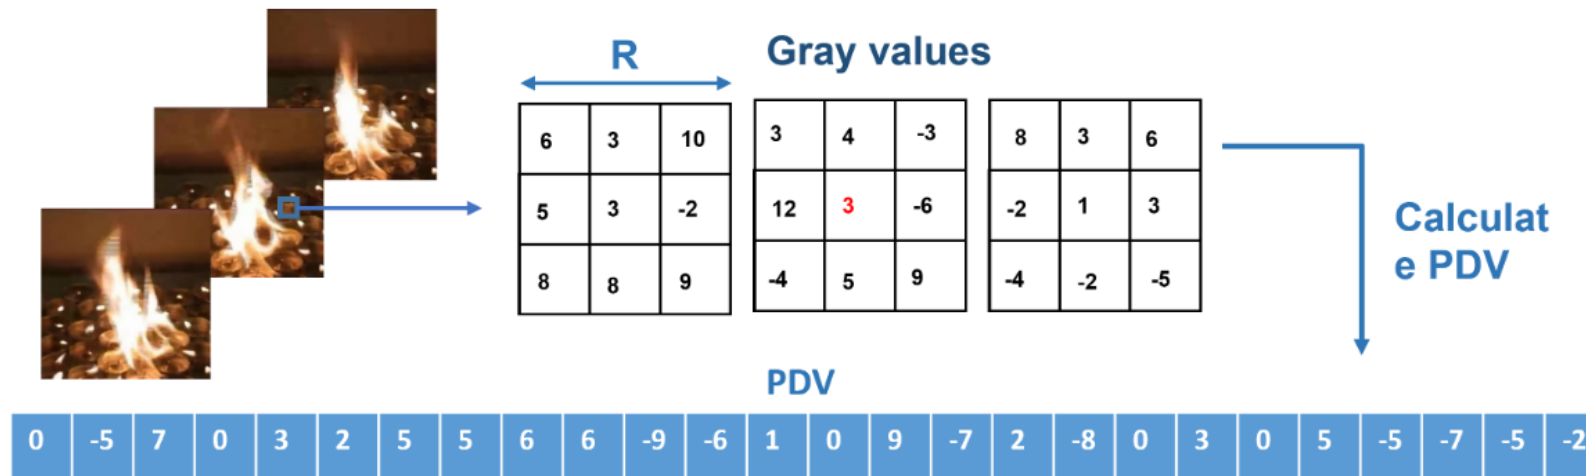 R
Gray values
6 3 10
5 3 -2
8 8 9
3 4 -3
12 3 -6
-4 5 9
8 3 6
-2 1 3
-4 -2 -5
Calculat
e PDV
PDV
0 -5 7 0 3 2 5 5 6 6 -9 -6 1 0 9 -7 2 -8 0 3 0 5 -5 -7 -5 -2